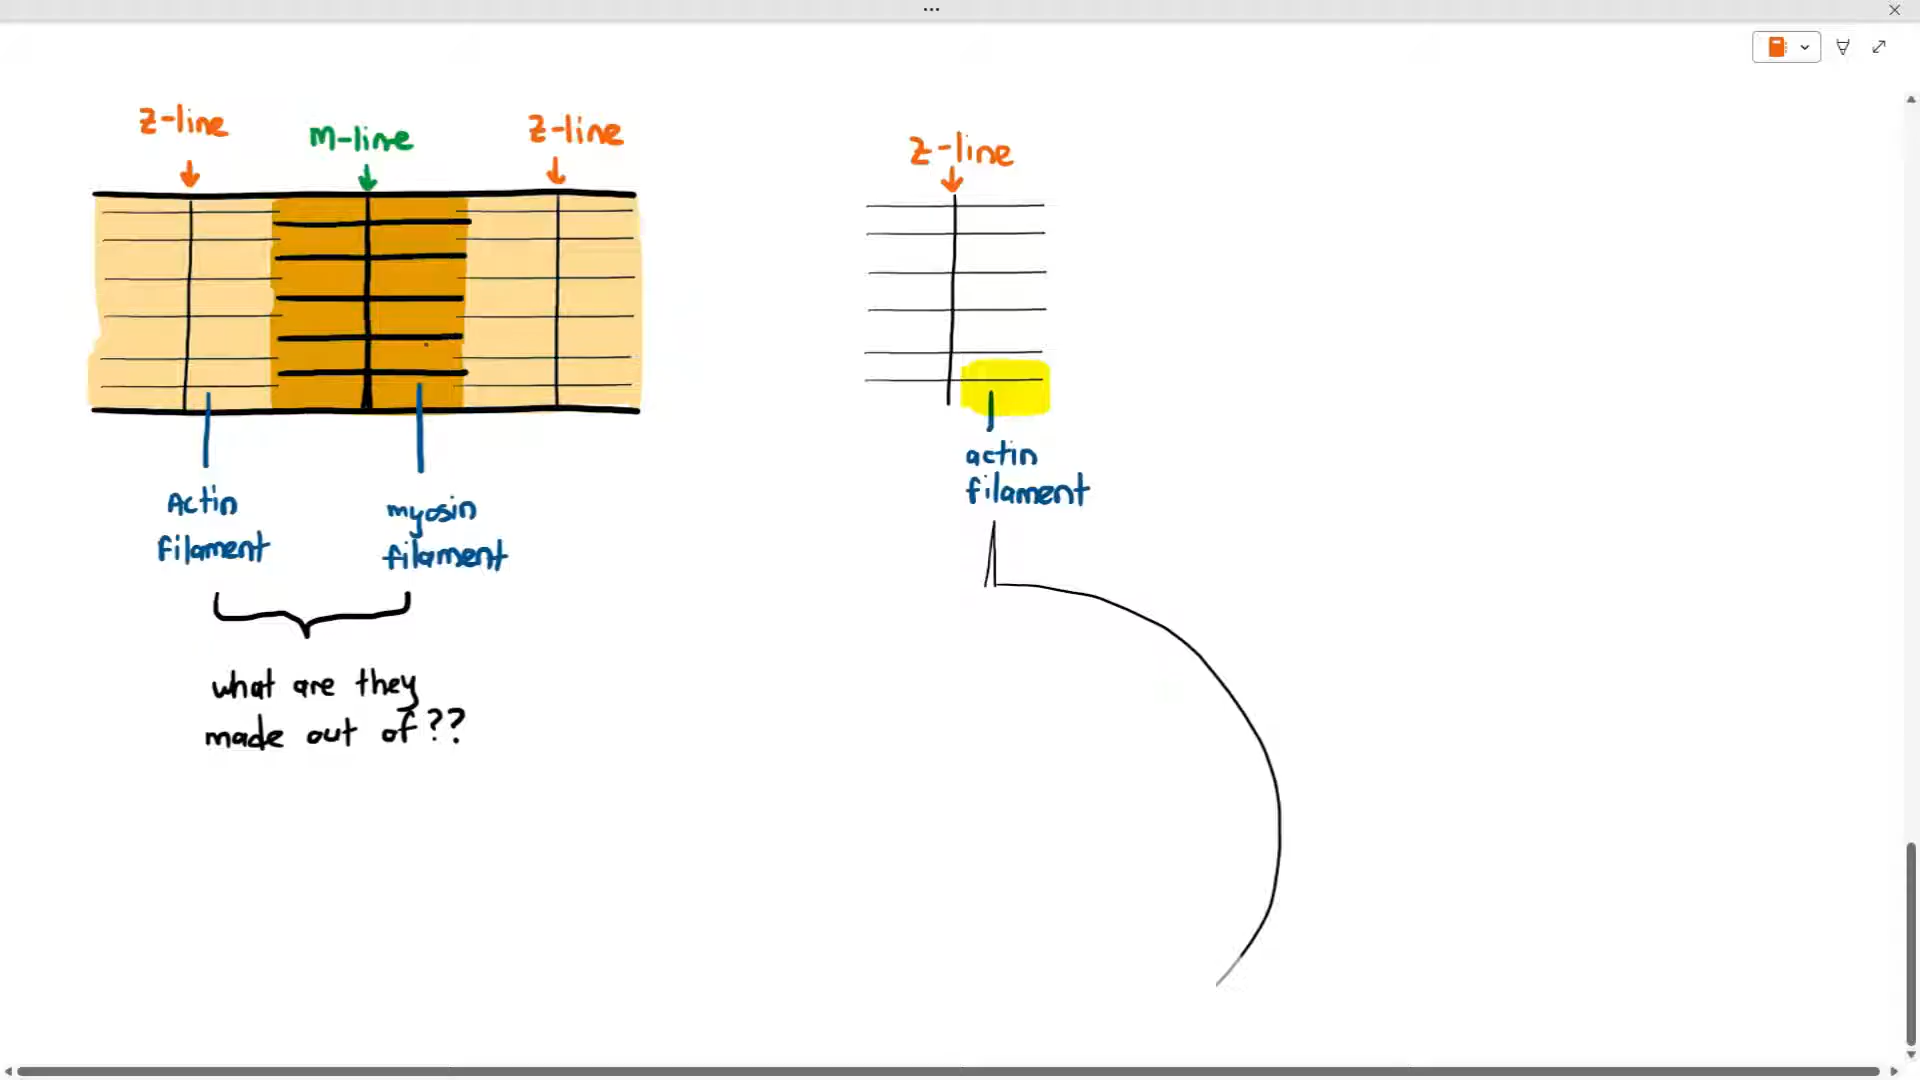 Z-line
M-line
Z-line
Actin
Filament
myosin
filament
what are they
made out of??
Z-line
actin
filament